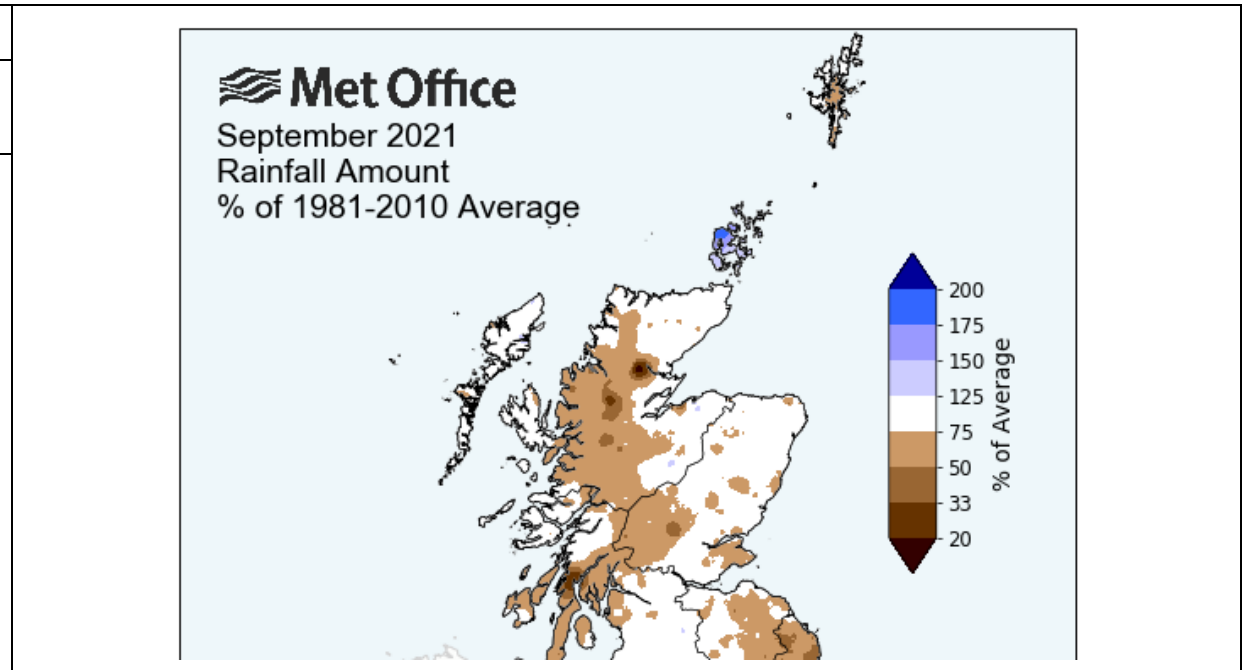 Met Office
September 2021
Rainfall Amount
% of 1981-2010 Average
200
175
150
125
75
50
33
20
% of Average